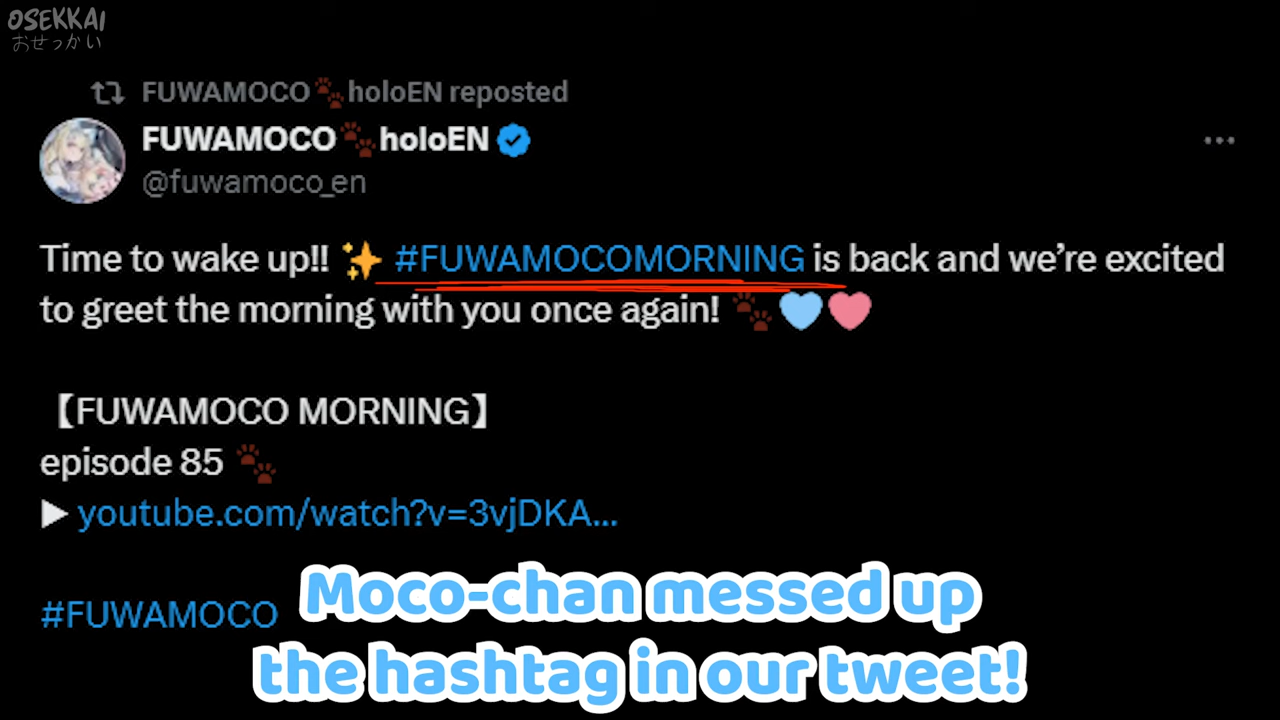 OSEKKAI
おせっかい
FUWAMOCO🐾holoEN reposted
FUWAMOCO🐾holoEN
@fuwamoco_en
Time to wake up!! ✨ #FUWAMOCOMORNING is back and we're excited
to greet the morning with you once again! 🐾🩵🩷
【FUWAMOCO MORNING】
episode 85 🐾
▶ youtube.com/watch?v=3vjDKA…
#FUWAMOCO
Moco-chan messed up
the hashtag in our tweet!